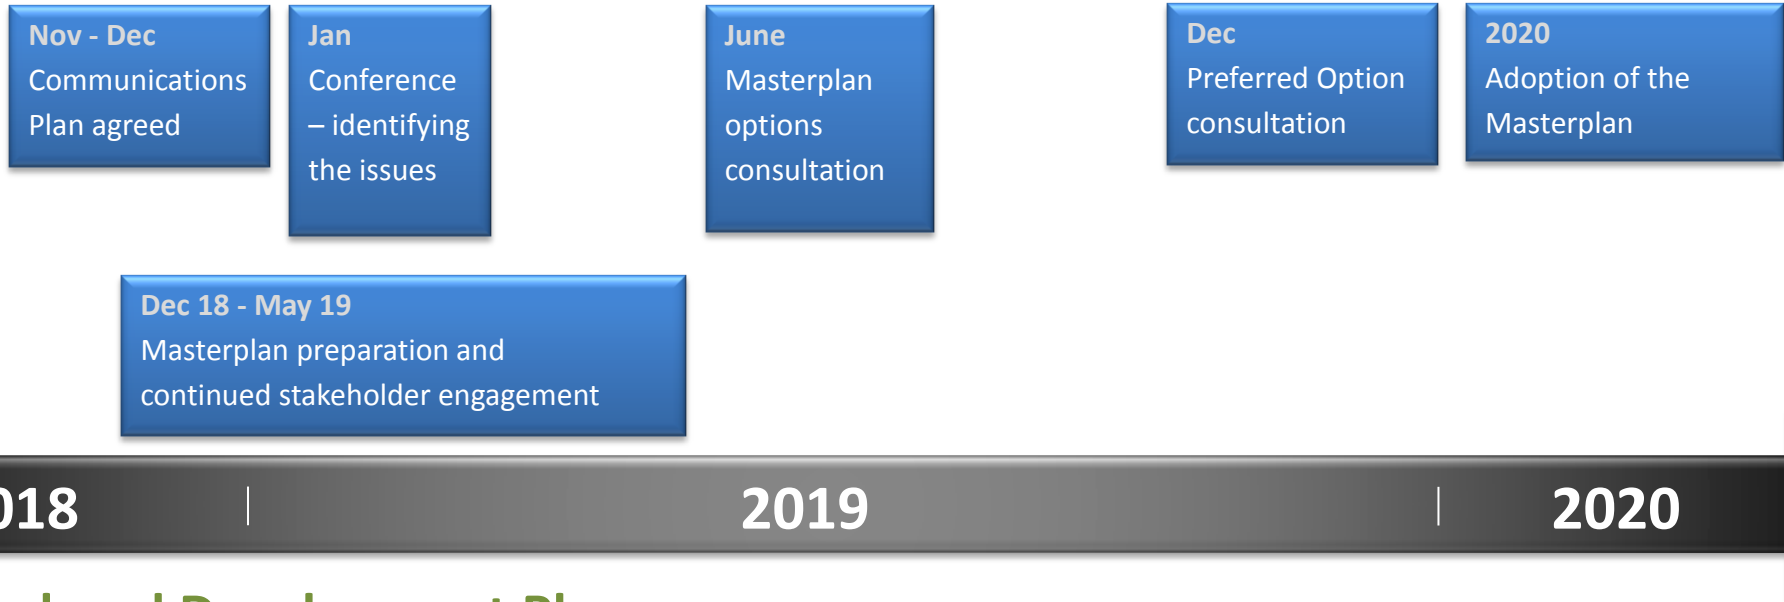 Nov - Dec
Communications
Plan agreed
Jan
Conference
– identifying
the issues
June
Masterplan
options
consultation
Dec
Preferred Option
consultation
2020
Adoption of the
Masterplan
Dec 18 - May 19
Masterplan preparation and
continued stakeholder engagement
018
2019
2020